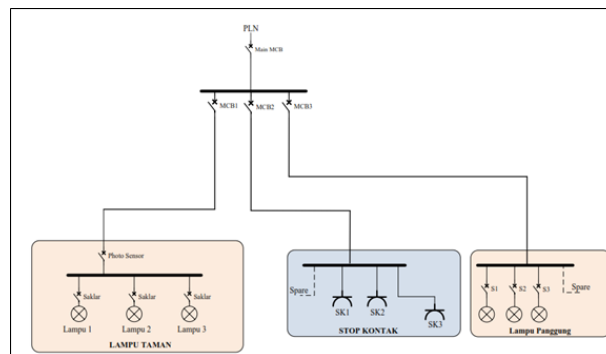 PLN
Main MCB
MCB1
MCB2
MCB3
Photo Sensor
Saklar
Saklar
Saklar
Lampu 1
Lampu 2
Lampu 3
LAMPU TAMAN
Spare
SK1
SK2
SK3
STOP KONTAK
S1
S2
S3
Spare
Lampu Panggung